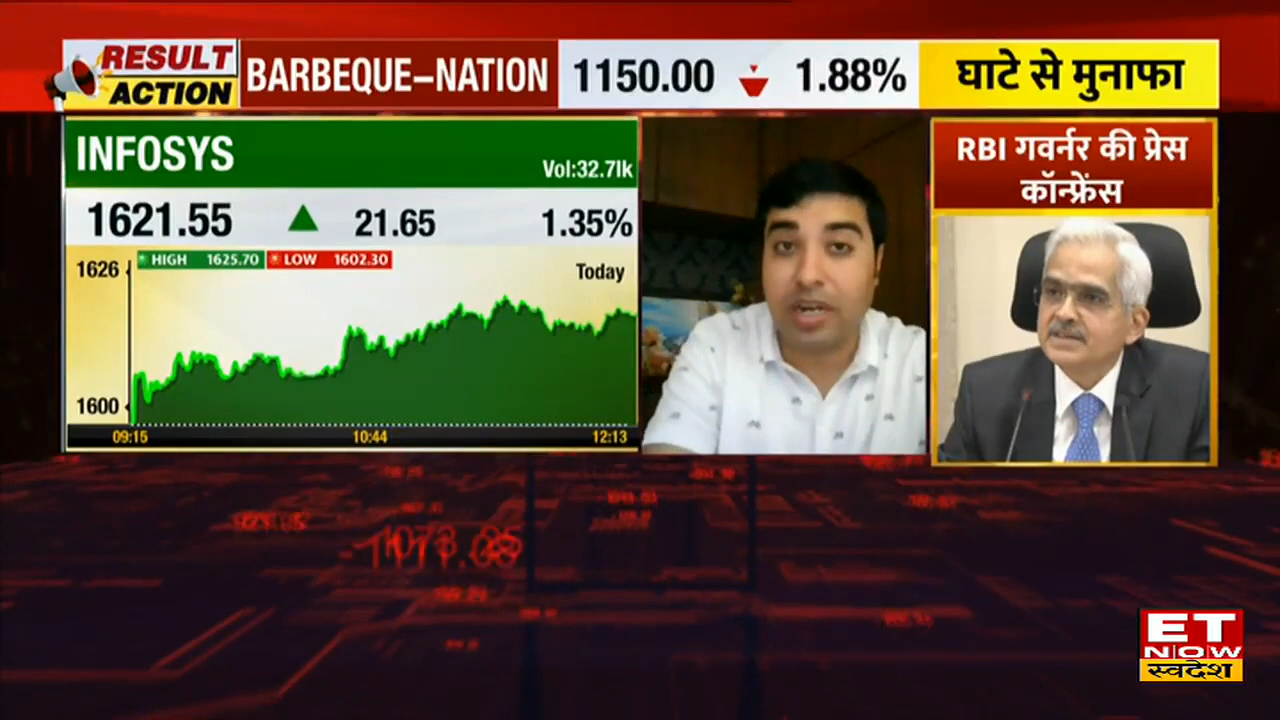 RESULT
ACTION
BARBEQUE-NATION
1150.00
1.88%
घाटे से मुनाफा
INFOSYS
Vol:32.7lk
1621.55
21.65
1.35%
HIGH 1625.70
LOW 1602.30
Today
1626
1600
09:15
10:44
12:13
RBI गवर्नर की प्रेस
कॉन्फ्रेंस
ET
NOW
स्वदेश